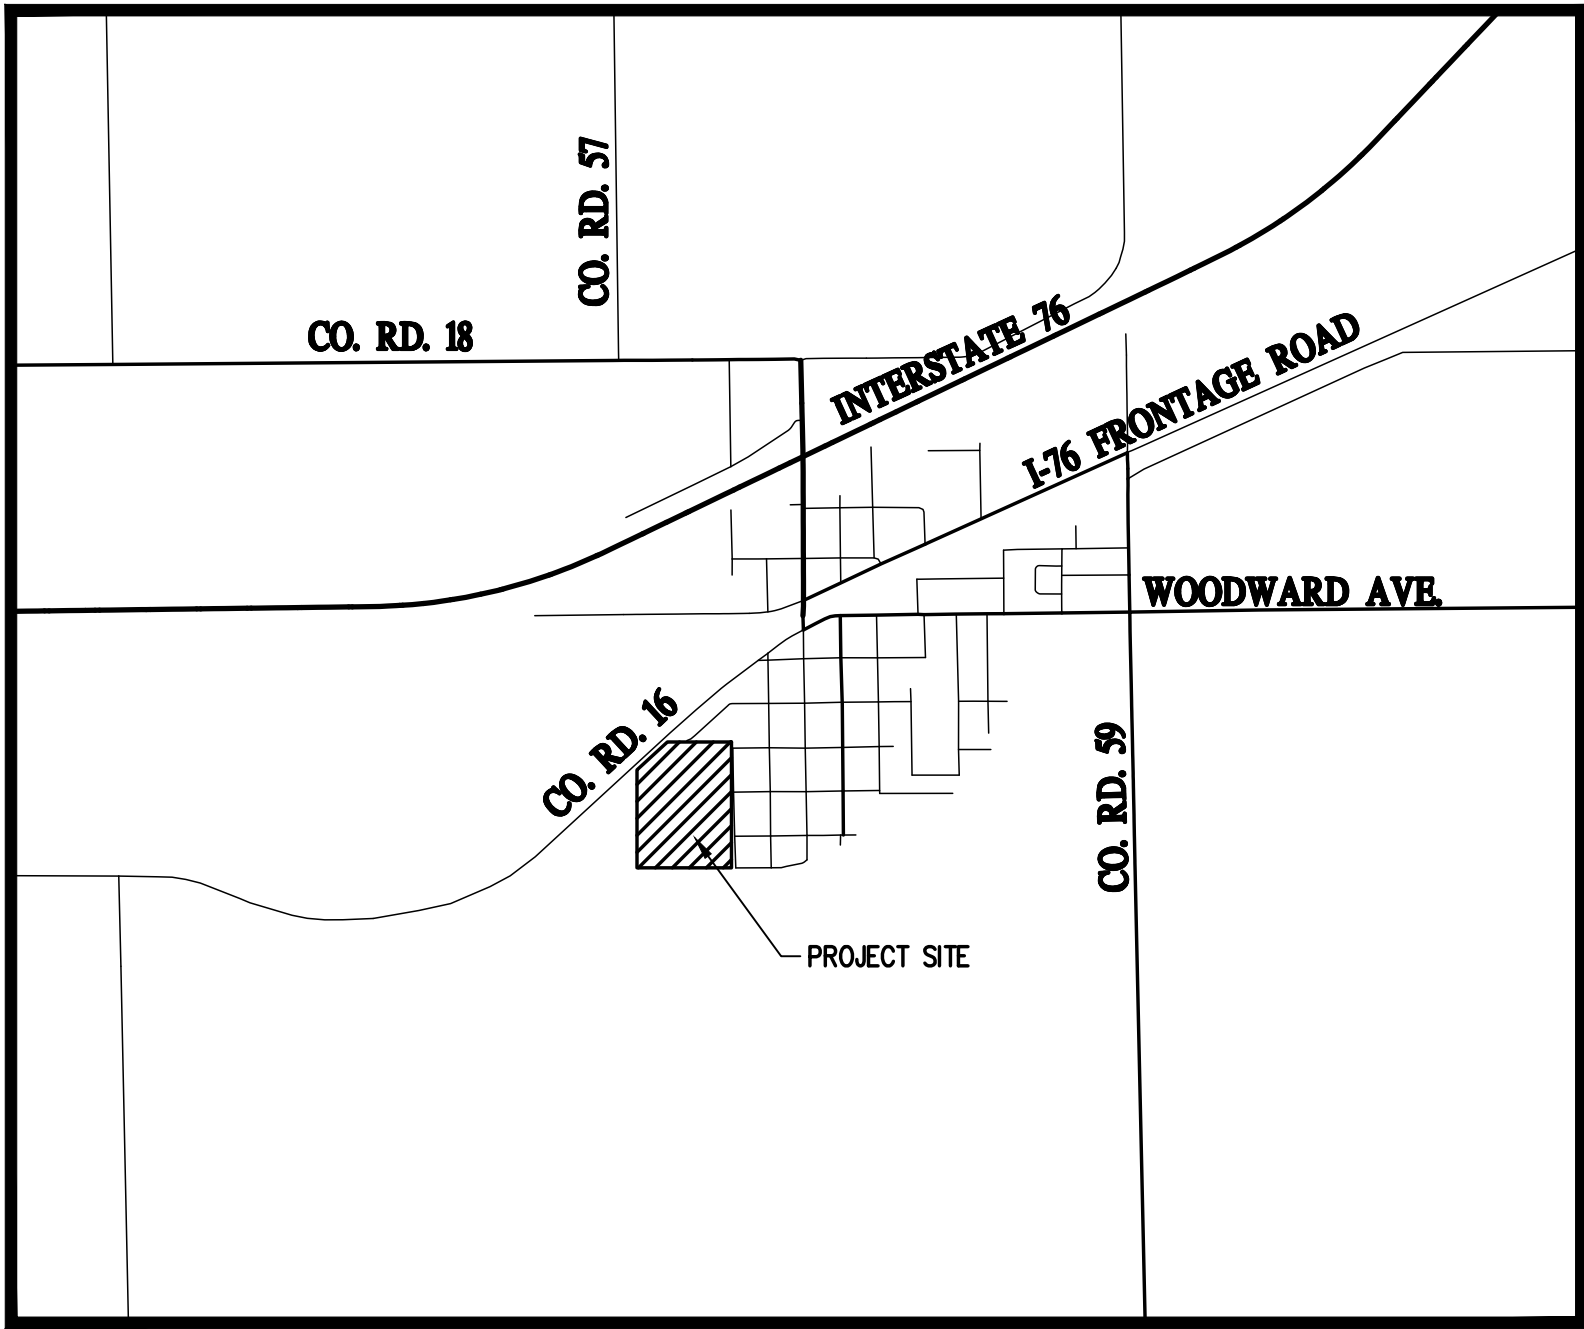 CO. RD. 57
CO. RD. 18
INTERSTATE 76
I-76 FRONTAGE ROAD
WOODWARD AVE.
CO. RD. 16
CO. RD. 59
PROJECT SITE